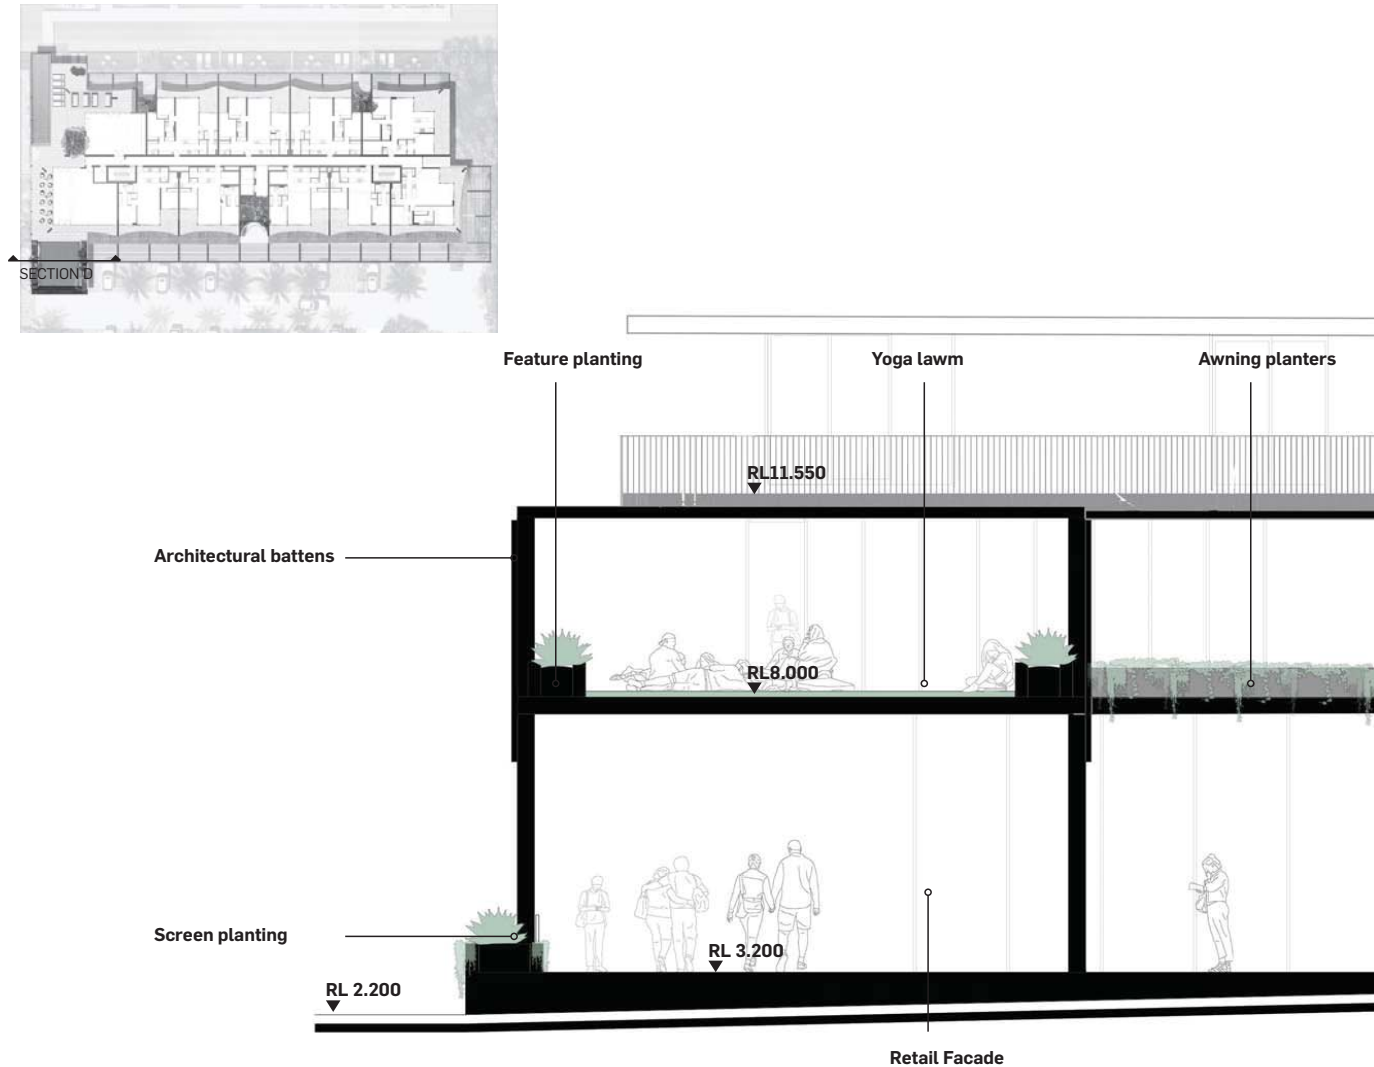 SECTION D
Feature planting
Yoga lawm
Awning planters
RL11.550
Architectural battens
RL8.000
Screen planting
RL 3.200
RL 2.200
Retail Facade